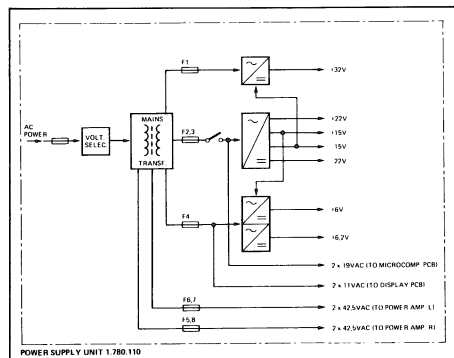 F1
+32V
AC
POWER
VOLT.
SELEC.
MAINS
TRANSF.
F2,3
+22V
+15V
15V
22V
F4
+6V
+6,2V
2 x 19VAC (TO MICROCOMP PCB)
2 x 11VAC (TO DISPLAY PCB)
F6,7
2 x 42,5VAC (TO POWER AMP L)
F5,8
2 x 42,5VAC (TO POWER AMP R)
POWER SUPPLY UNIT 1.780.110